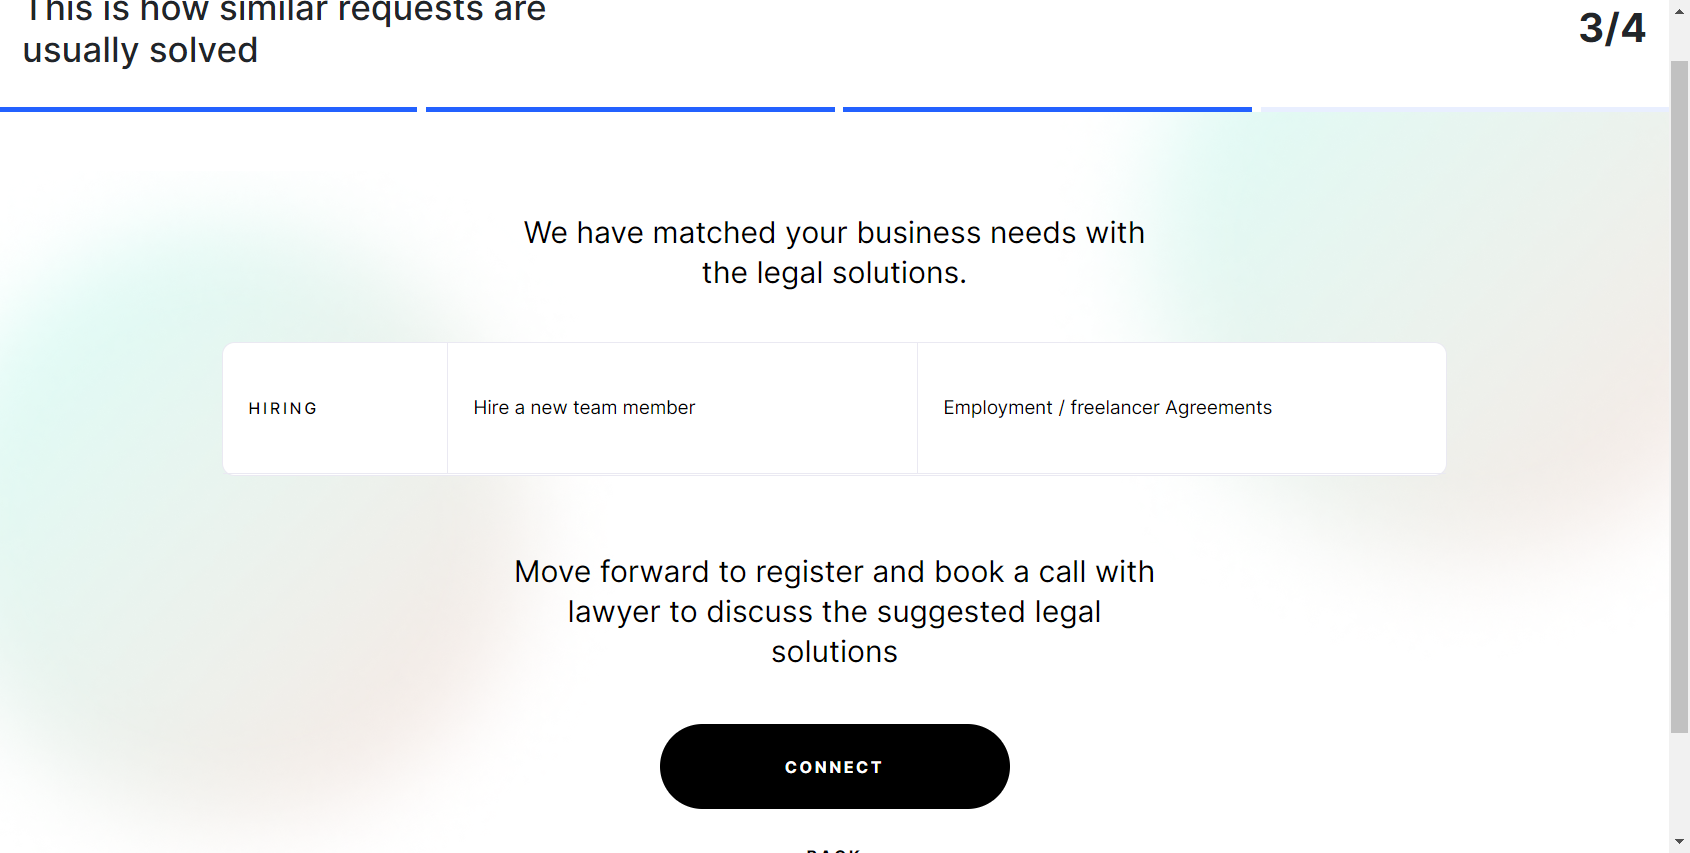 This is how similar requests are
usually solved
3/4
We have matched your business needs with
the legal solutions.
HIRING
Hire a new team member
Employment / freelancer Agreements
Move forward to register and book a call with
lawyer to discuss the suggested legal
solutions
CONNECT
BACK